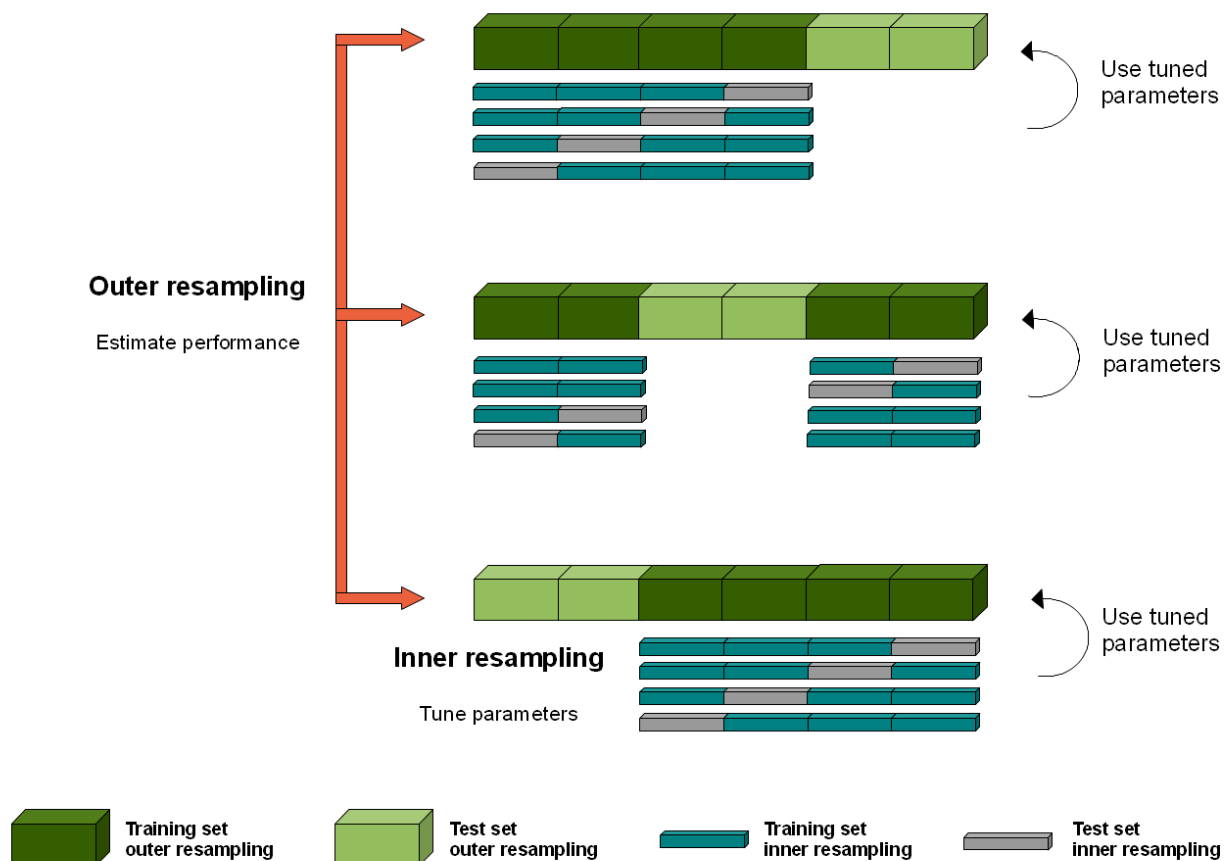 Use tuned
parameters
Outer resampling
Estimate performance
Use tuned
parameters
Use tuned
parameters
Inner resampling
Tune parameters
Training set
outer resampling
Test set
outer resampling
Training set
inner resampling
Test set
inner resampling